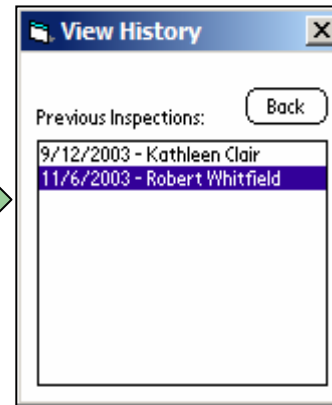 View History
Back
Previous Inspections:
9/12/2003 - Kathleen Clair
11/6/2003 - Robert Whitfield